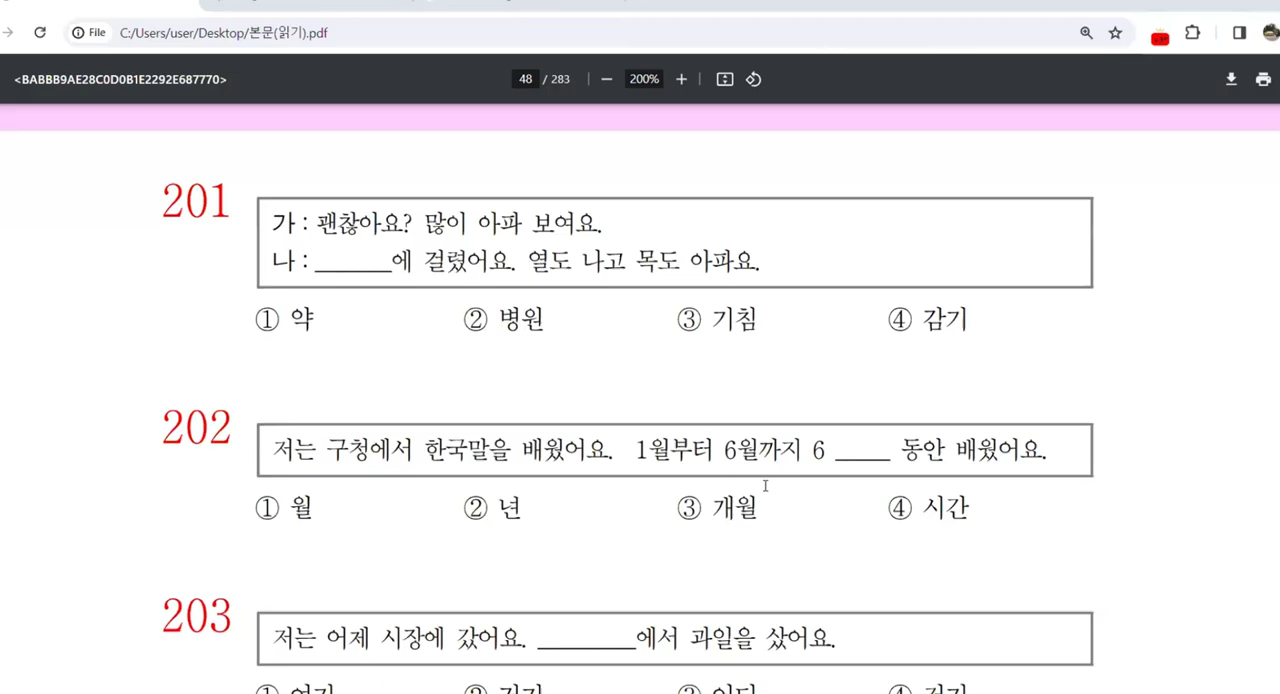 File C:/Users/user/Desktop/본문(읽기).pdf
<BABBB9AE28C0D0B1E2292E687770> 48 / 283 200%
201
가 : 괜찮아요? 많이 아파 보여요.
나 : ______에 걸렸어요. 열도 나고 목도 아파요.
① 약 ② 병원 ③ 기침 ④ 감기
202
저는 구청에서 한국말을 배웠어요. 1월부터 6월까지 6 ____ 동안 배웠어요.
① 월 ② 년 ③ 개월 ④ 시간
203
저는 어제 시장에 갔어요. ________에서 과일을 샀어요.
① ② ③ ④